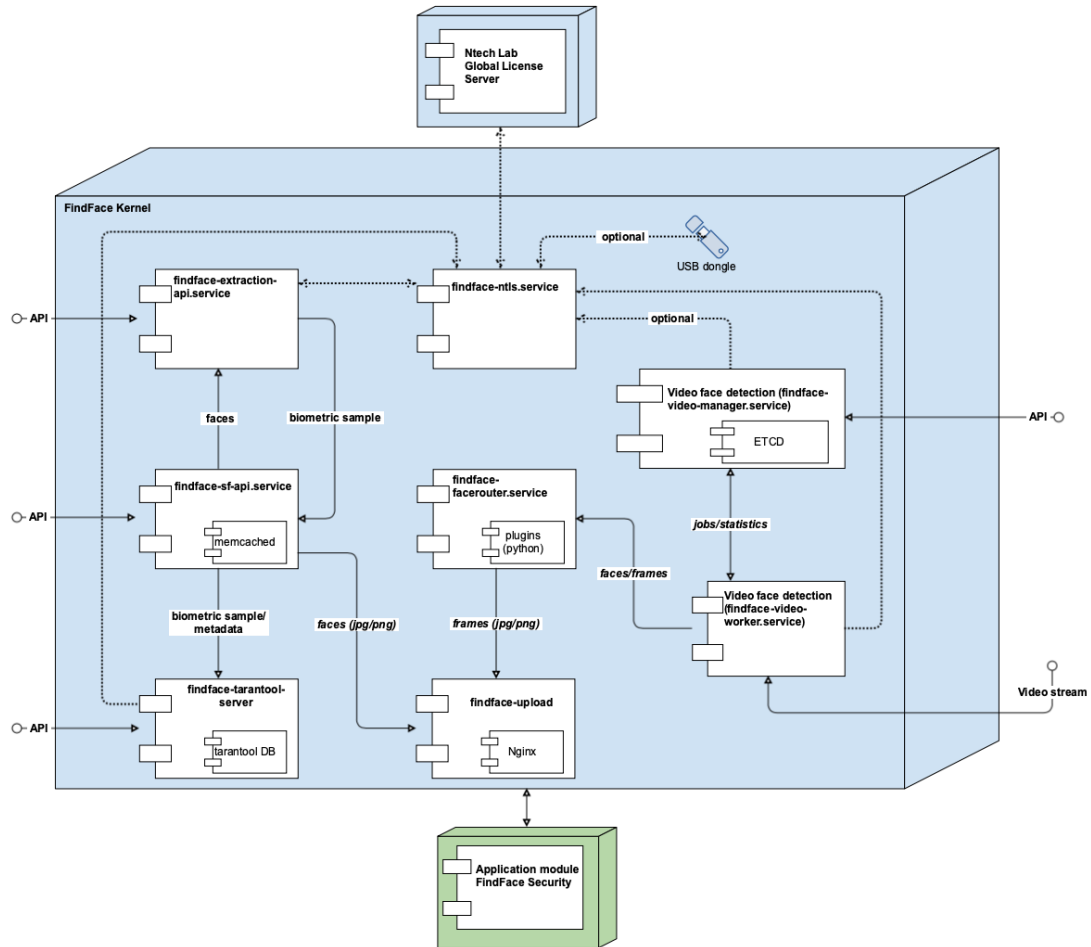 Ntech Lab
Global License
Server
FindFace Kernel
optional
USB dongle
findface-extraction-
api.service
findface-ntls.service
API
optional
Video face detection (findface-
video-manager.service)
faces
biometric sample
API
ETCD
findface-sf-api.service
findface-
facerouter.service
API
memcached
plugins
(python)
jobs/statistics
faces/frames
Video face detection
(findface-video-
worker.service)
biometric sample/
metadata
faces (jpg/png)
frames (jpg/png)
findface-tarantool-
server
findface-upload
Video stream
API
tarantool DB
Nginx
Application module
FindFace Security